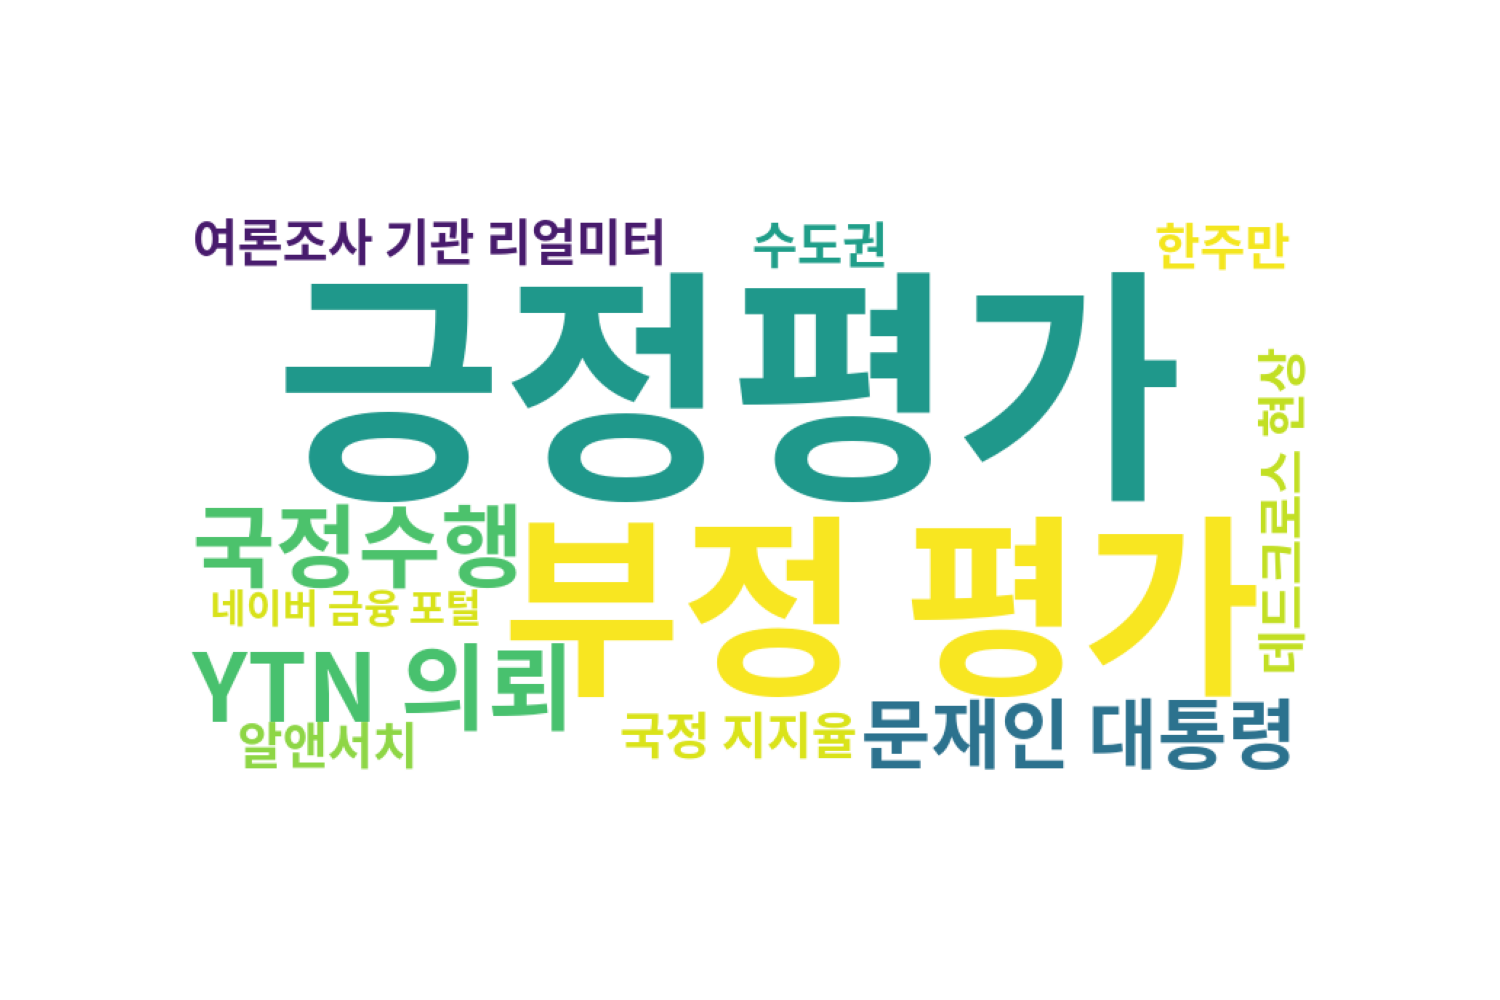 여론조사 기관 리얼미터
수도권
한주만
긍정평가
데드크로스 현상
국정수행
부정 평가
네이버 금융 포털
YTN 의뢰
알앤서치
국정 지지율
문재인 대통령